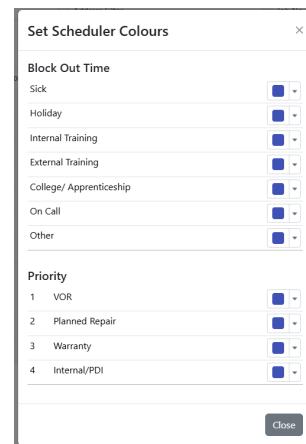 Set Scheduler Colours ×
Block Out Time
Sick
Holiday
Internal Training
External Training
College/ Apprenticeship
On Call
Other
Priority
1 VOR
2 Planned Repair
3 Warranty
4 Internal/PDI
Close